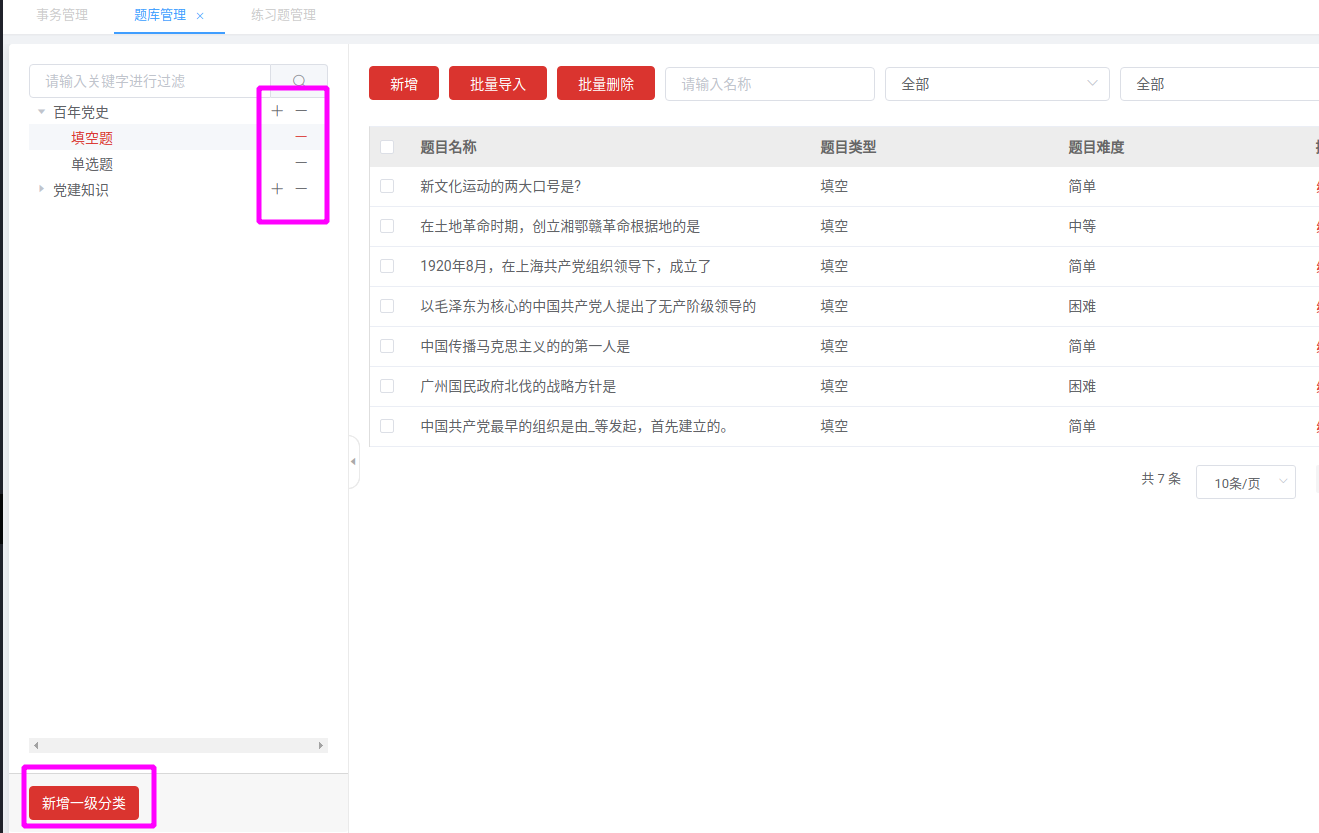 事务管理 题库管理 × 练习题管理
请输入关键字进行过滤
百年党史 + −
填空题 −
单选题 −
党建知识 + −
新增一级分类
新增 批量导入 批量删除 请输入名称 全部 全部
题目名称 题目类型 题目难度
新文化运动的两大口号是? 填空 简单
在土地革命时期，创立湘鄂赣革命根据地的是 填空 中等
1920年8月，在上海共产党组织领导下，成立了 填空 简单
以毛泽东为核心的中国共产党人提出了无产阶级领导的 填空 困难
中国传播马克思主义的的第一人是 填空 简单
广州国民政府北伐的战略方针是 填空 困难
中国共产党最早的组织是由_等发起，首先建立的。 填空 简单
共 7 条 10条/页